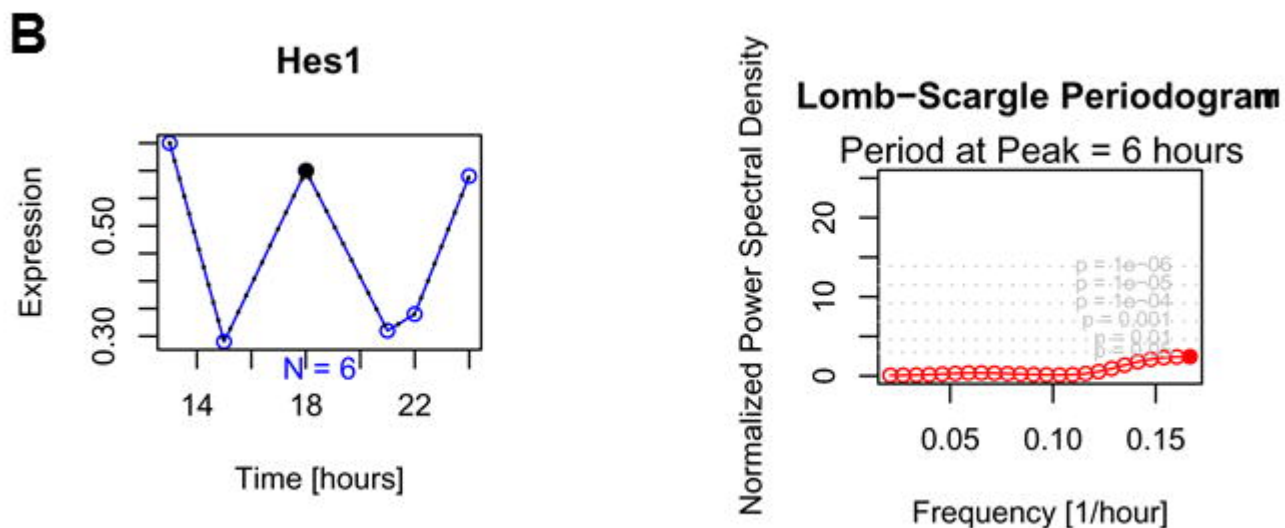 B
Hes1
Expression
0.50
0.30
N = 6
14 18 22
Time [hours]
Normalized Power Spectral Density
Lomb-Scargle Periodogram
Period at Peak = 6 hours
20
10
0
p = 1e-06
p = 1e-05
p = 1e-04
p = 0.001
p = 0.01
0.05 0.10 0.15
Frequency [1/hour]